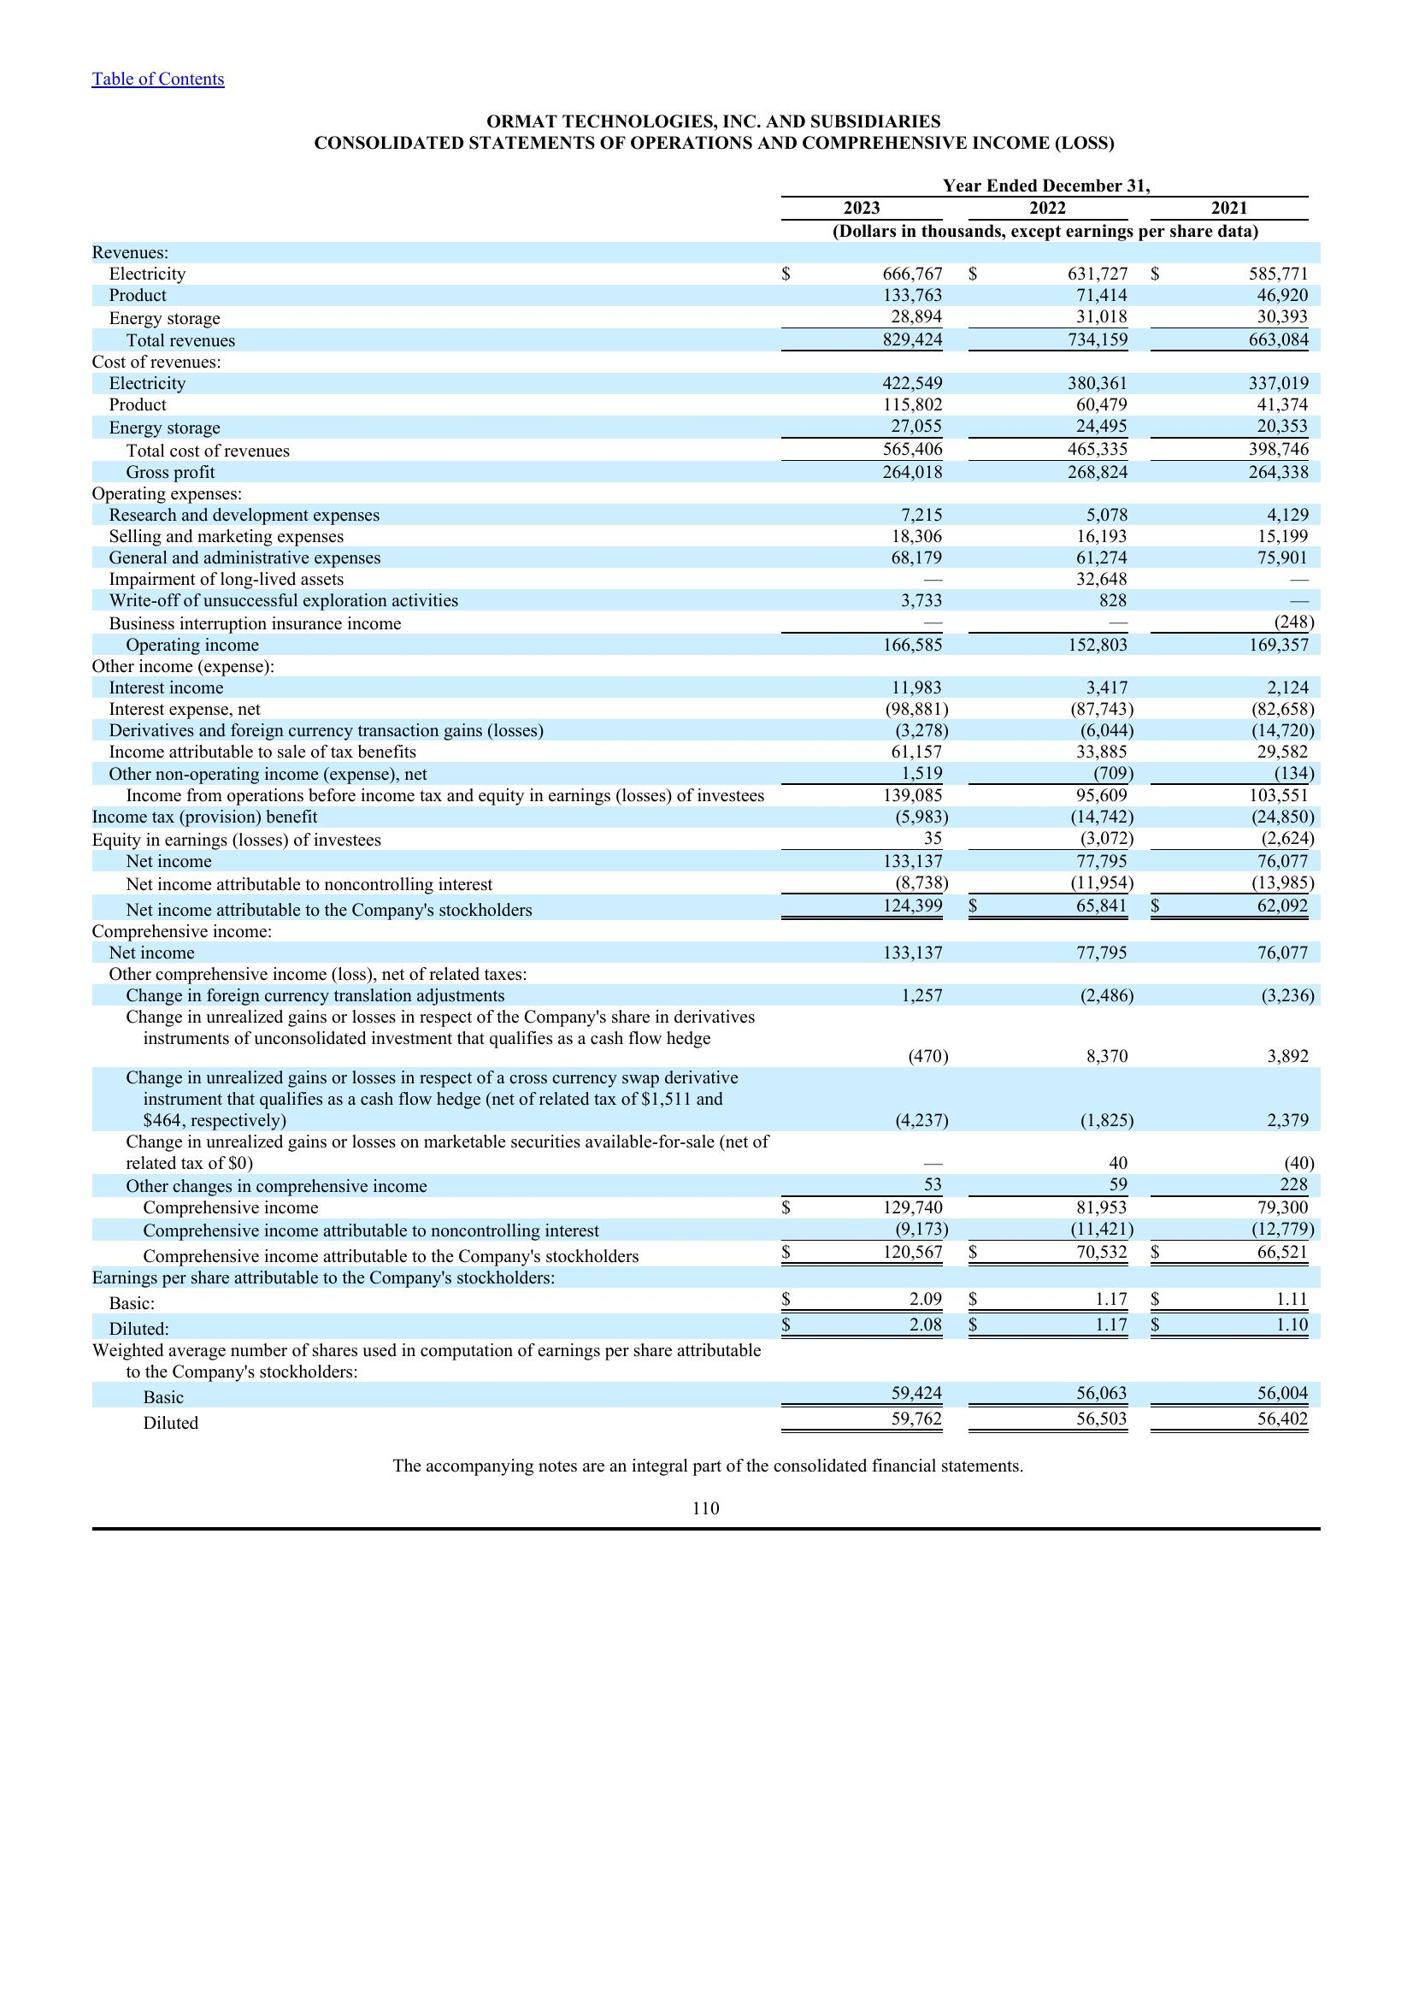 Table of Contents
ORMAT TECHNOLOGIES, INC. AND SUBSIDIARIES
CONSOLIDATED STATEMENTS OF OPERATIONS AND COMPREHENSIVE INCOME (LOSS)
Year Ended December 31,
2023 2022 2021
(Dollars in thousands, except earnings per share data)
Revenues:
Electricity $ 666,767 $ 631,727 $ 585,771
Product 133,763 71,414 46,920
Energy storage 28,894 31,018 30,393
Total revenues 829,424 734,159 663,084
Cost of revenues:
Electricity 422,549 380,361 337,019
Product 115,802 60,479 41,374
Energy storage 27,055 24,495 20,353
Total cost of revenues 565,406 465,335 398,746
Gross profit 264,018 268,824 264,338
Operating expenses:
Research and development expenses 7,215 5,078 4,129
Selling and marketing expenses 18,306 16,193 15,199
General and administrative expenses 68,179 61,274 75,901
Impairment of long-lived assets — 32,648 —
Write-off of unsuccessful exploration activities 3,733 828 —
Business interruption insurance income — — (248)
Operating income 166,585 152,803 169,357
Other income (expense):
Interest income 11,983 3,417 2,124
Interest expense, net (98,881) (87,743) (82,658)
Derivatives and foreign currency transaction gains (losses) (3,278) (6,044) (14,720)
Income attributable to sale of tax benefits 61,157 33,885 29,582
Other non-operating income (expense), net 1,519 (709) (134)
Income from operations before income tax and equity in earnings (losses) of investees 139,085 95,609 103,551
Income tax (provision) benefit (5,983) (14,742) (24,850)
Equity in earnings (losses) of investees 35 (3,072) (2,624)
Net income 133,137 77,795 76,077
Net income attributable to noncontrolling interest (8,738) (11,954) (13,985)
Net income attributable to the Company's stockholders 124,399 $ 65,841 $ 62,092
Comprehensive income:
Net income 133,137 77,795 76,077
Other comprehensive income (loss), net of related taxes:
Change in foreign currency translation adjustments 1,257 (2,486) (3,236)
Change in unrealized gains or losses in respect of the Company's share in derivatives
instruments of unconsolidated investment that qualifies as a cash flow hedge
(470) 8,370 3,892
Change in unrealized gains or losses in respect of a cross currency swap derivative
instrument that qualifies as a cash flow hedge (net of related tax of $1,511 and
$464, respectively) (4,237) (1,825) 2,379
Change in unrealized gains or losses on marketable securities available-for-sale (net of
related tax of $0) — 40 (40)
Other changes in comprehensive income 53 59 228
Comprehensive income $ 129,740 81,953 79,300
Comprehensive income attributable to noncontrolling interest (9,173) (11,421) (12,779)
Comprehensive income attributable to the Company's stockholders $ 120,567 $ 70,532 $ 66,521
Earnings per share attributable to the Company's stockholders:
Basic: $ 2.09 $ 1.17 $ 1.11
Diluted: $ 2.08 $ 1.17 $ 1.10
Weighted average number of shares used in computation of earnings per share attributable
to the Company's stockholders:
Basic 59,424 56,063 56,004
Diluted 59,762 56,503 56,402
The accompanying notes are an integral part of the consolidated financial statements.
110